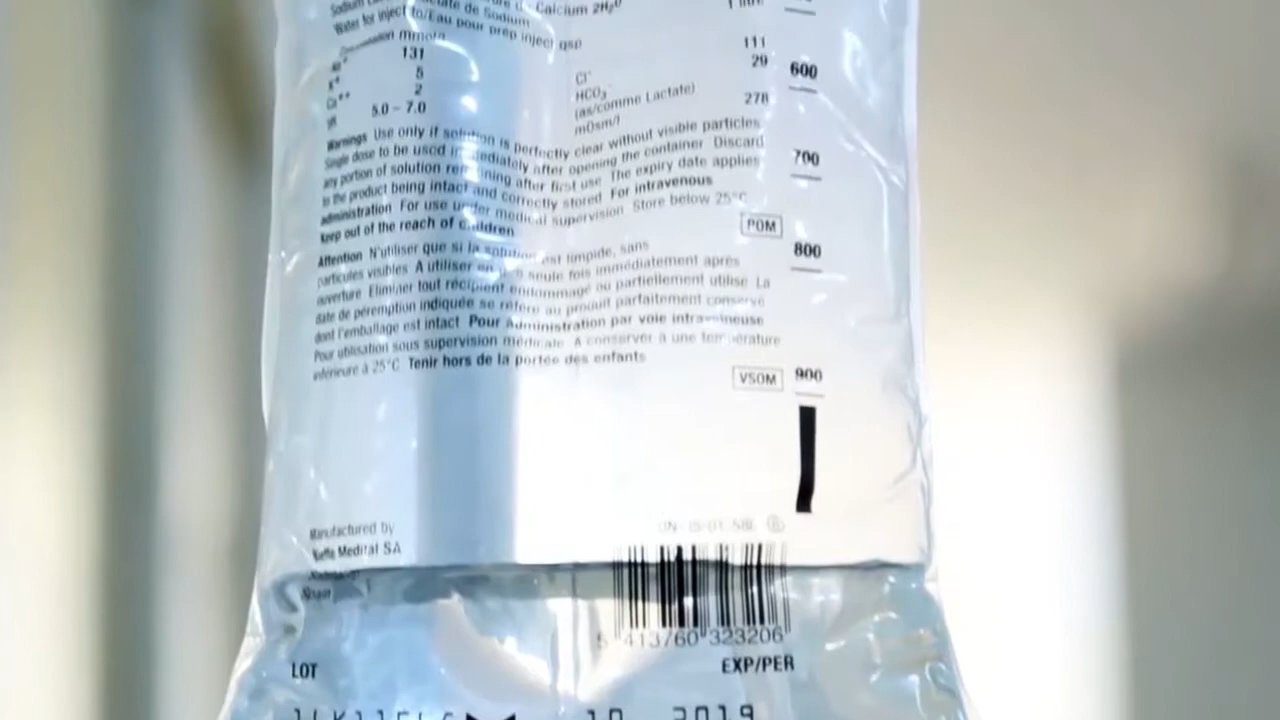 Calcium 2H₂O
de Sodium
Water for inject to/Eau pour prép inject qsp
111
131
29
600
5
Cl⁻
2
HCO₃⁻
5.0 – 7.0
(as/comme Lactate)
278
mOsm/l
Warnings Use only if solution is perfectly clear without visible particles
Single dose to be used immediately after opening the container Discard
700
any portion of solution remaining after first use The expiry date applies
to the product being intact and correctly stored For intravenous
administration For use under medical supervision Store below 25°C
Keep out of the reach of children
POM
800
Attention N'utiliser que si la solution est limpide, sans
particules visibles A utiliser seule fois immédiatement après
ouverture Eliminer tout récipient endommagé ou partiellement utilisé La
date de péremption indiquée se réfère au produit parfaitement conservé
dont l'emballage est intact Pour Administration par voie intraveineuse
Pour utilisation sous supervision médicale A conserver à une température
inférieure à 25°C Tenir hors de la portée des enfants
VSOM
900
Manufactured by
Medital SA
Spain
5 413760 323206
LOT
EXP/PER
10 2019